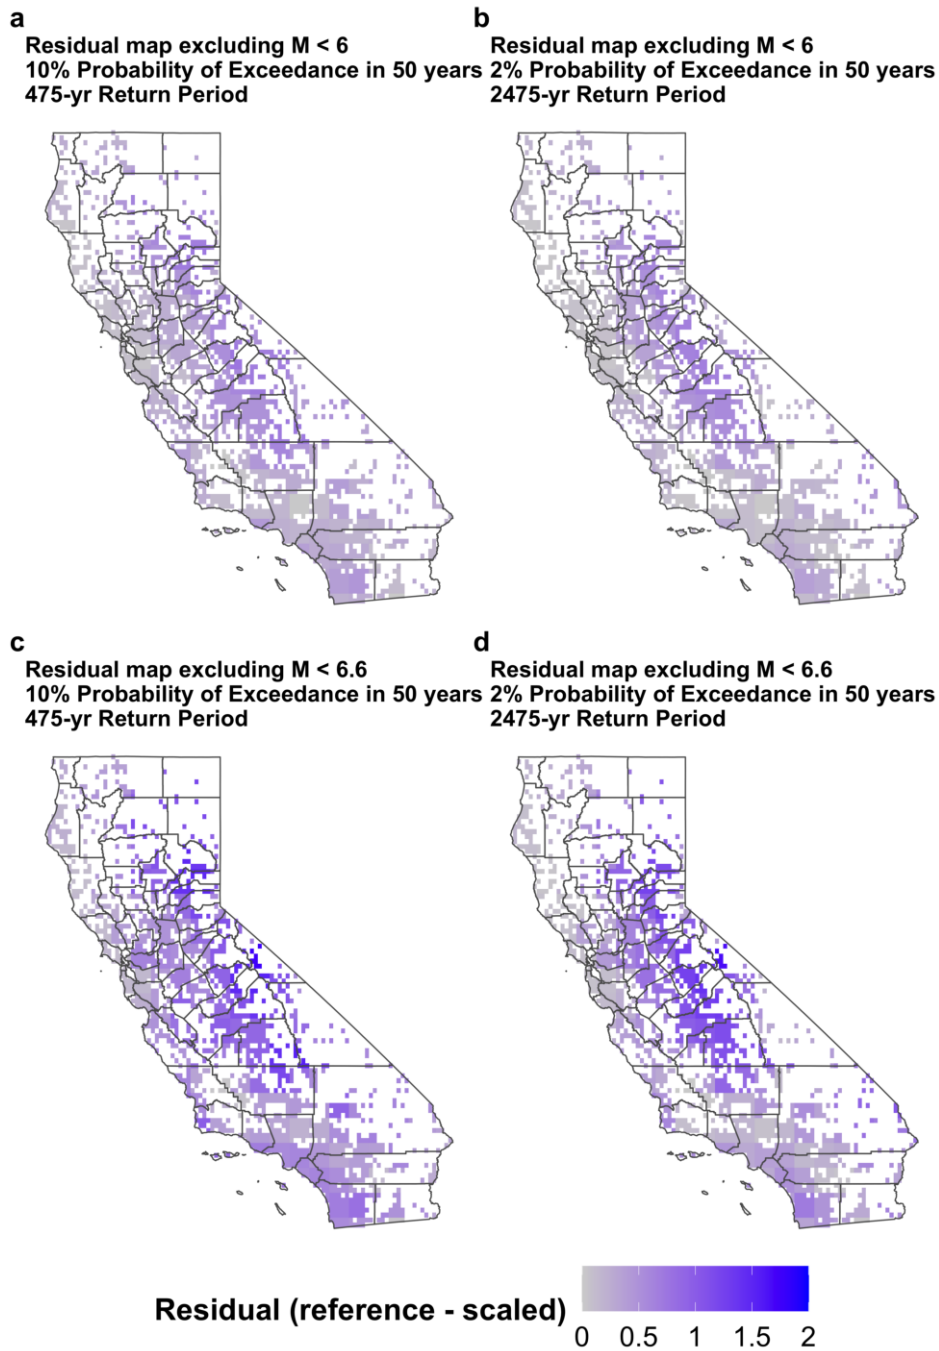 a
Residual map excluding M < 6
10% Probability of Exceedance in 50 years
475-yr Return Period
b
Residual map excluding M < 6
2% Probability of Exceedance in 50 years
2475-yr Return Period
c
Residual map excluding M < 6.6
10% Probability of Exceedance in 50 years
475-yr Return Period
d
Residual map excluding M < 6.6
2% Probability of Exceedance in 50 years
2475-yr Return Period
Residual (reference - scaled)
0 0.5 1 1.5 2